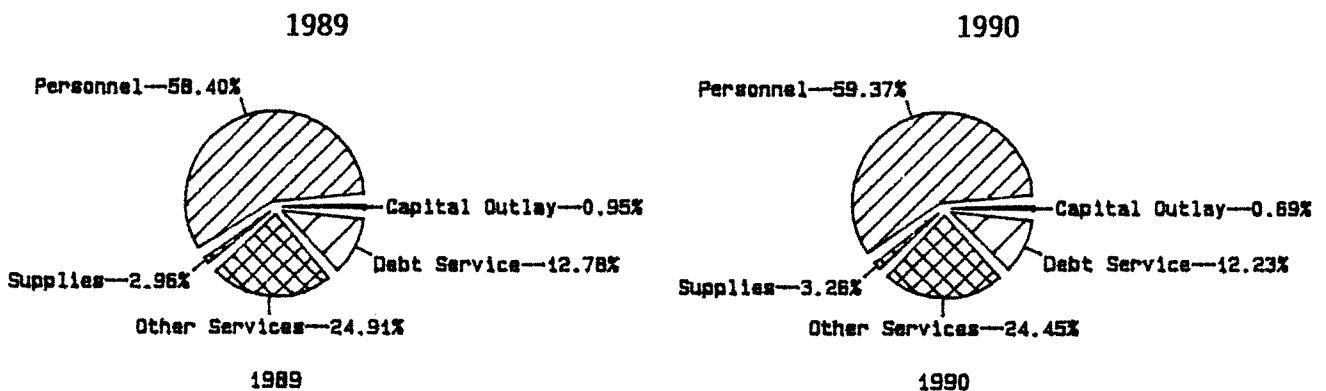 1989
1990
Personnel—58.40%
Capital Outlay—0.95%
Debt Service—12.78%
Supplies—2.96%
Other Services—24.91%
1989
Personnel—59.37%
Capital Outlay—0.69%
Debt Service—12.23%
Supplies—3.26%
Other Services—24.45%
1990